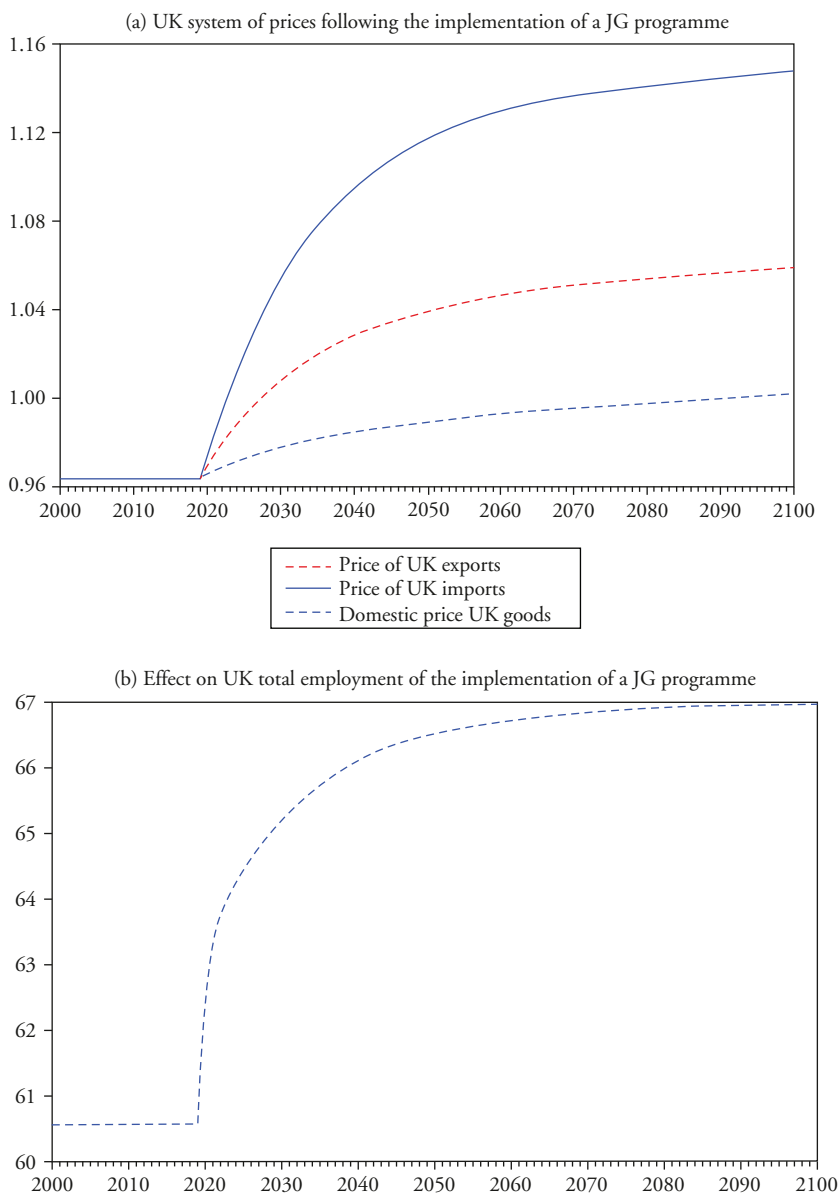 (a) UK system of prices following the implementation of a JG programme
1.16
1.12
1.08
1.04
1.00
0.96
2000 2010 2020 2030 2040 2050 2060 2070 2080 2090 2100
Price of UK exports
Price of UK imports
Domestic price UK goods
(b) Effect on UK total employment of the implementation of a JG programme
67
66
65
64
63
62
61
60
2000 2010 2020 2030 2040 2050 2060 2070 2080 2090 2100